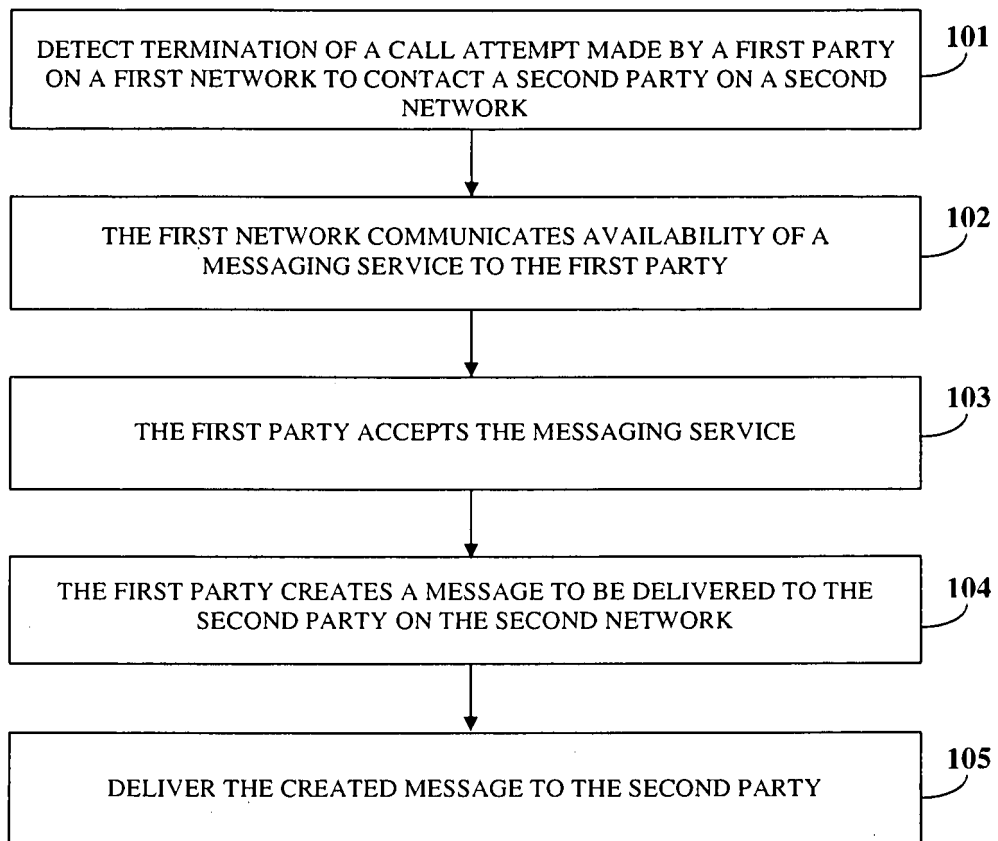 DETECT TERMINATION OF A CALL ATTEMPT MADE BY A FIRST PARTY
ON A FIRST NETWORK TO CONTACT A SECOND PARTY ON A SECOND
NETWORK
101
THE FIRST NETWORK COMMUNICATES AVAILABILITY OF A
MESSAGING SERVICE TO THE FIRST PARTY
102
THE FIRST PARTY ACCEPTS THE MESSAGING SERVICE
103
THE FIRST PARTY CREATES A MESSAGE TO BE DELIVERED TO THE
SECOND PARTY ON THE SECOND NETWORK
104
DELIVER THE CREATED MESSAGE TO THE SECOND PARTY
105